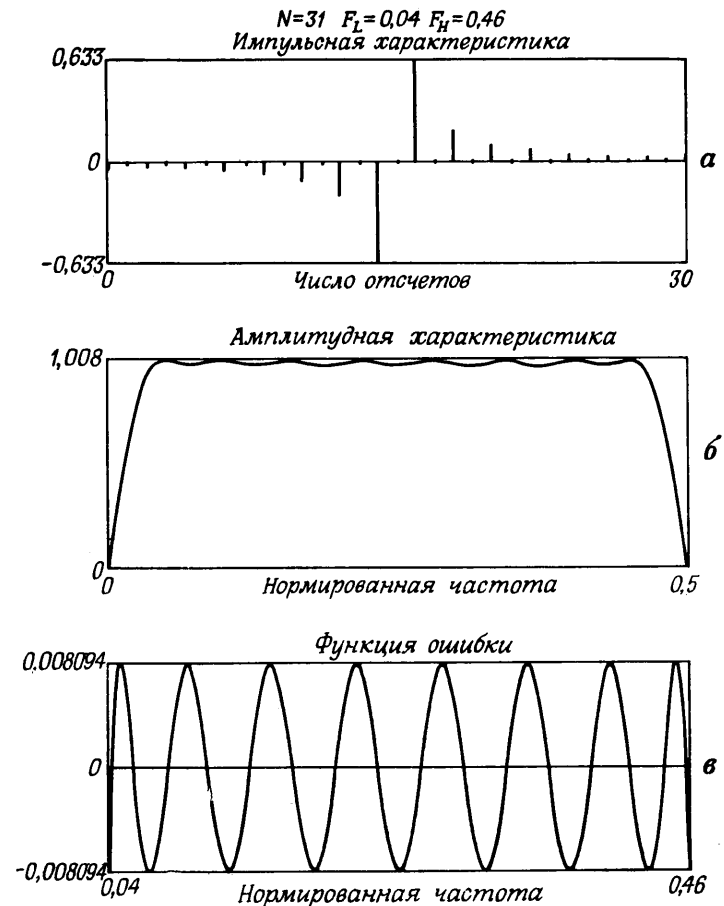 N=31 F_L=0,04 F_H=0,46
Импульсная характеристика
0,633
0
а
-0,633
0
Число отсчетов
30
Амплитудная характеристика
1,008
б
0
0
Нормированная частота
0,5
Функция ошибки
0,008094
0
в
-0,008094
0,04
Нормированная частота
0,46